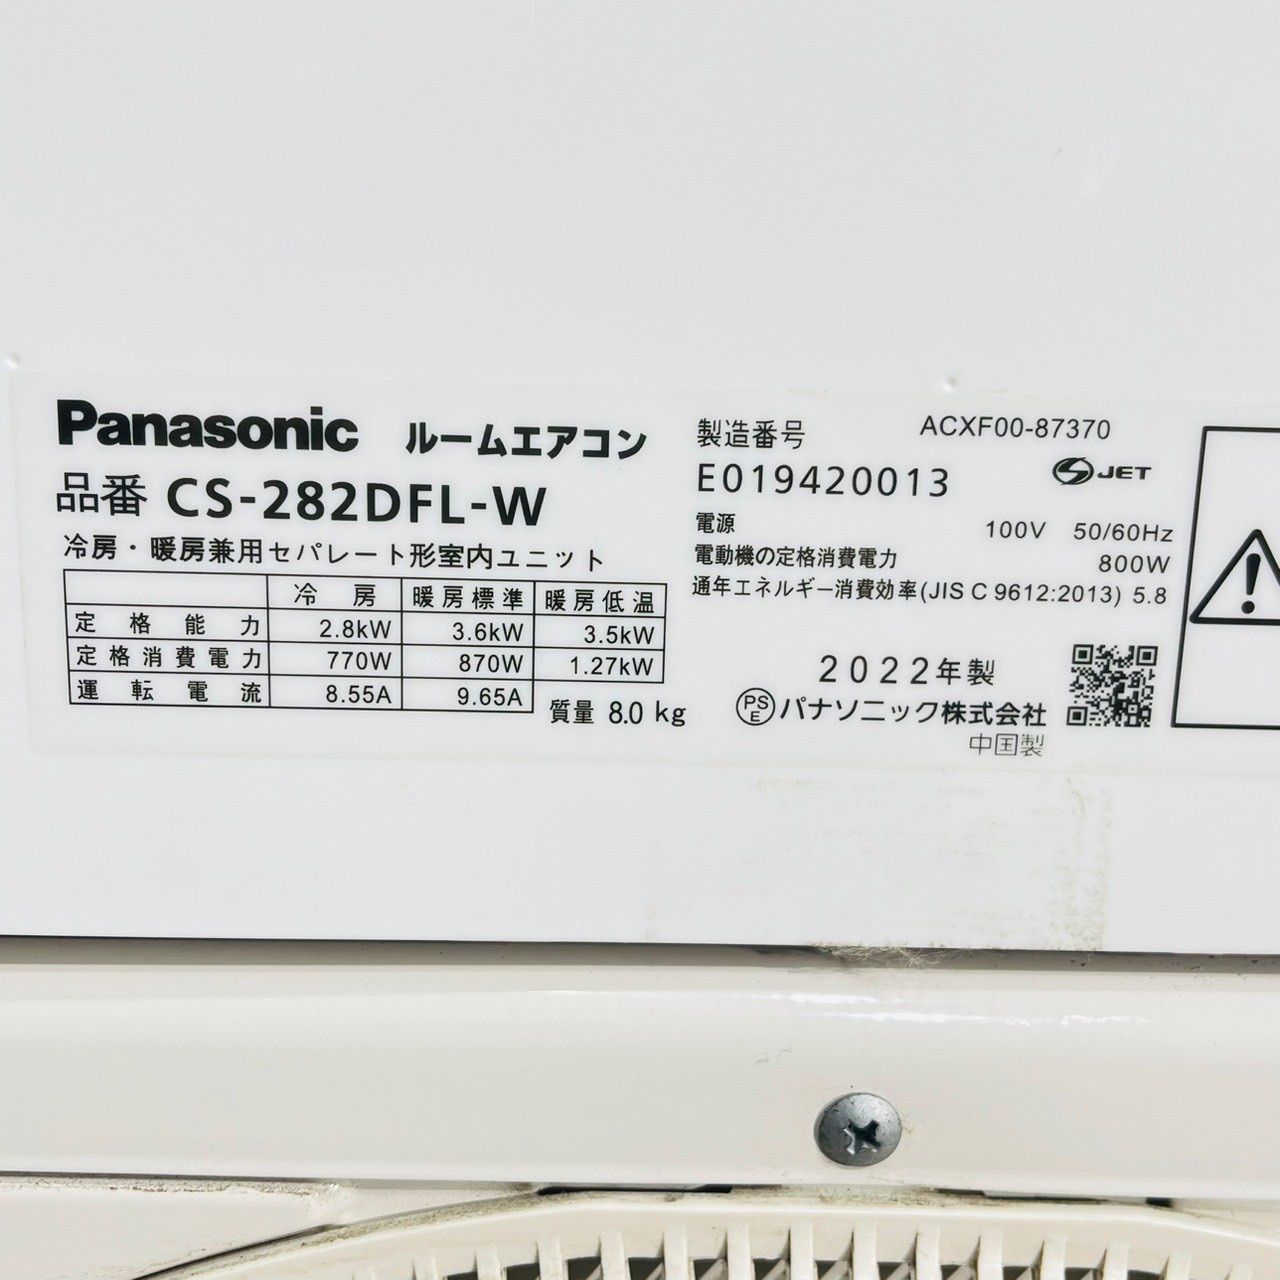 Panasonic ルームエアコン
品番 CS-282DFL-W
冷房・暖房兼用セパレート形室内ユニット
冷房 暖房標準 暖房低温
定格能力 2.8kW 3.6kW 3.5kW
定格消費電力 770W 870W 1.27kW
運転電流 8.55A 9.65A
質量 8.0 kg
製造番号 ACXF00-87370
E019420013 JET
電源 100V 50/60Hz
電動機の定格消費電力 800W
通年エネルギー消費効率(JIS C 9612:2013) 5.8
2022年製
PSE パナソニック株式会社
中国製